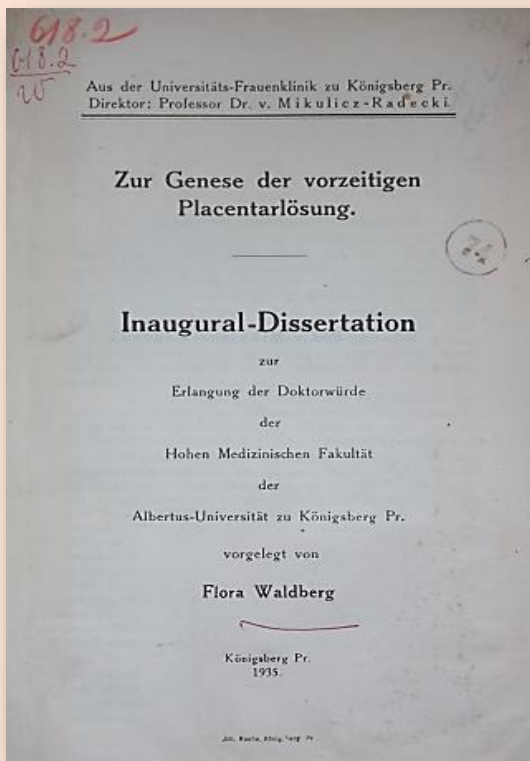 618.2
618.2
Aus der Universitäts-Frauenklinik zu Königsberg Pr.
Direktor: Professor Dr. v. Mikulicz-Radecki.
Zur Genese der vorzeitigen
Placentarlösung.
Inaugural-Dissertation
zur
Erlangung der Doktorwürde
der
Hohen Medizinischen Fakultät
der
Albertus-Universität zu Königsberg Pr.
vorgelegt von
Flora Waldberg
Königsberg Pr.
1935.